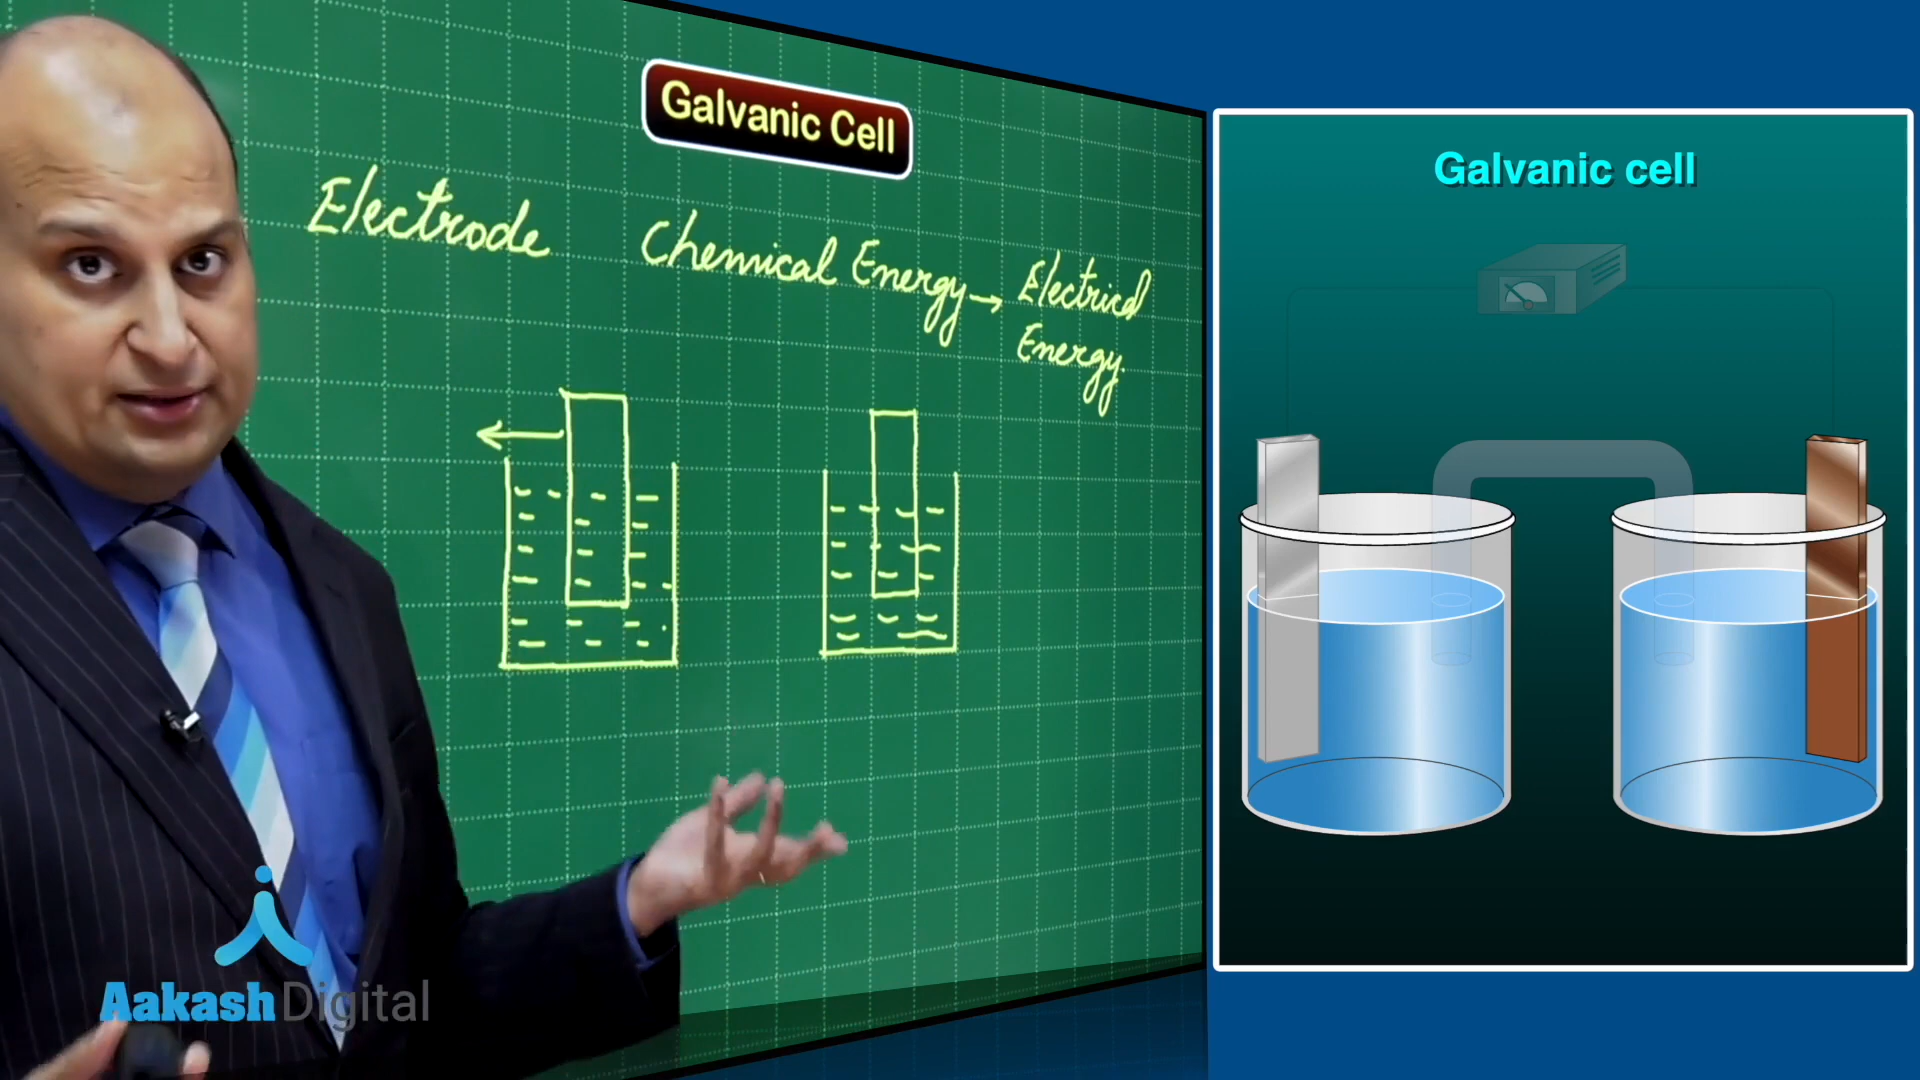 Galvanic Cell
Electrode
Chemical Energy → Electrical
Energy.
Galvanic cell
Aakash Digital